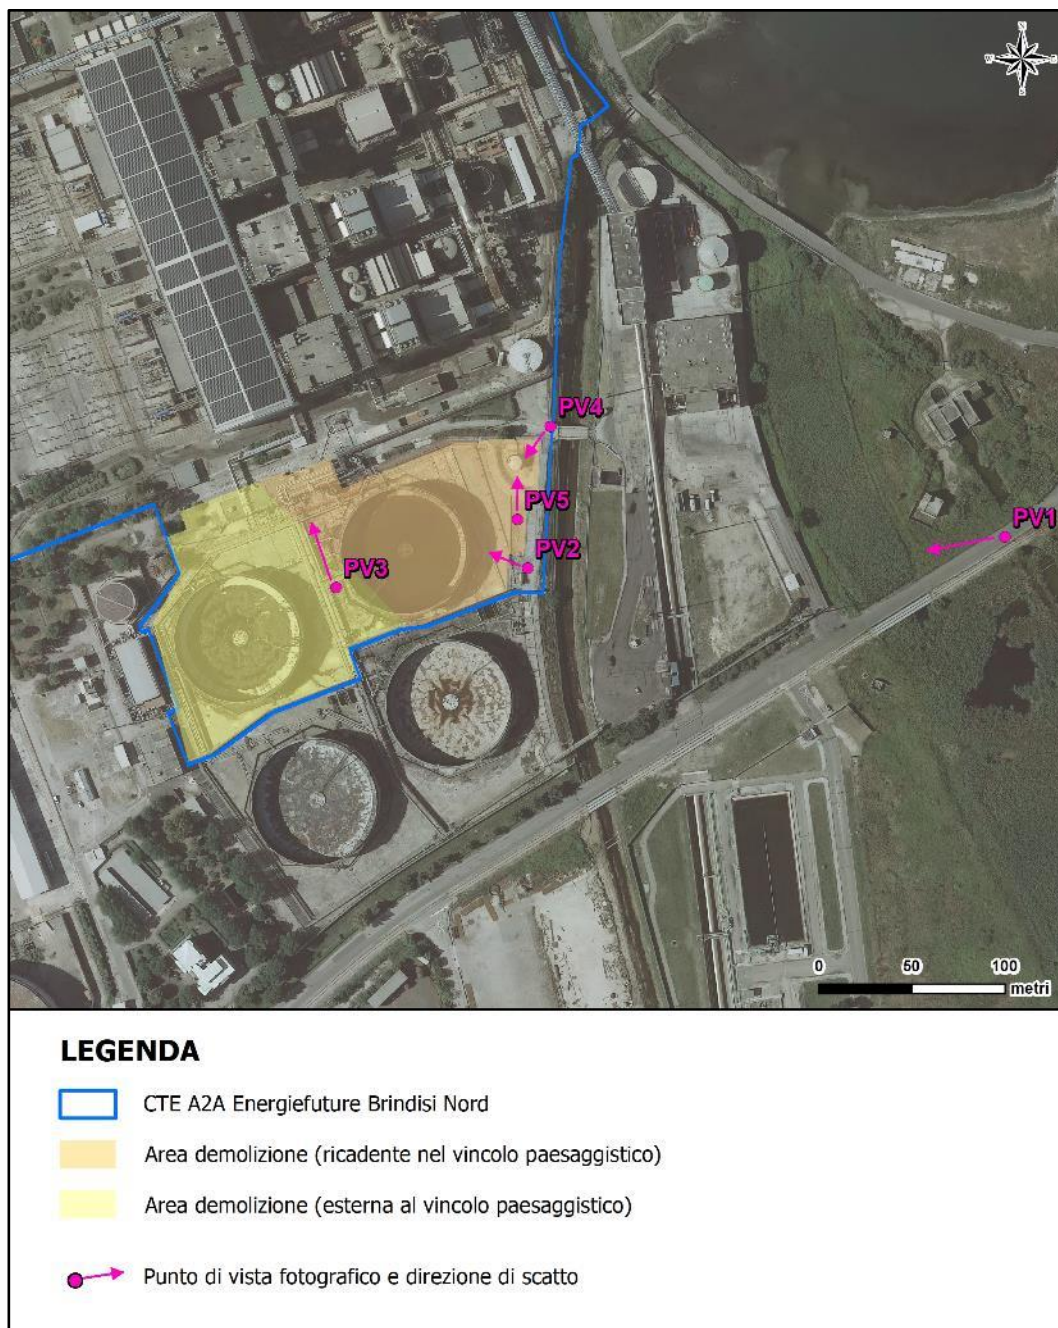 N
W
E
S
PV4
PV5
PV1
PV2
PV3
0 50 100
metri
LEGENDA
CTE A2A Energiefuture Brindisi Nord
Area demolizione (ricadente nel vincolo paesaggistico)
Area demolizione (esterna al vincolo paesaggistico)
Punto di vista fotografico e direzione di scatto